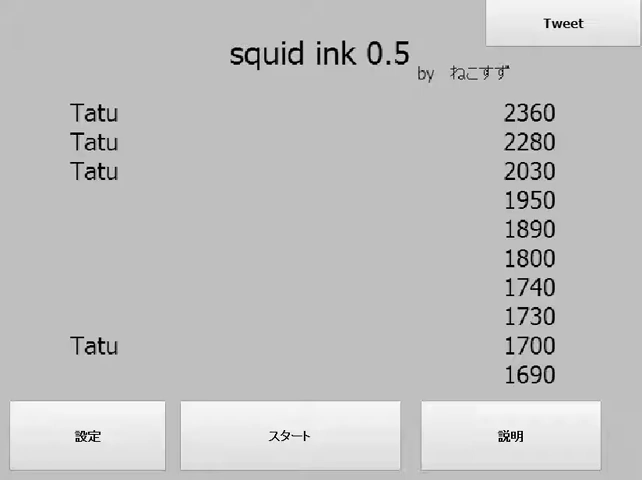 Tweet
squid ink 0.5
by ねこすず
Tatu 2360
Tatu 2280
Tatu 2030
1950
1890
1800
1740
1730
Tatu 1700
1690
設定 スタート 説明